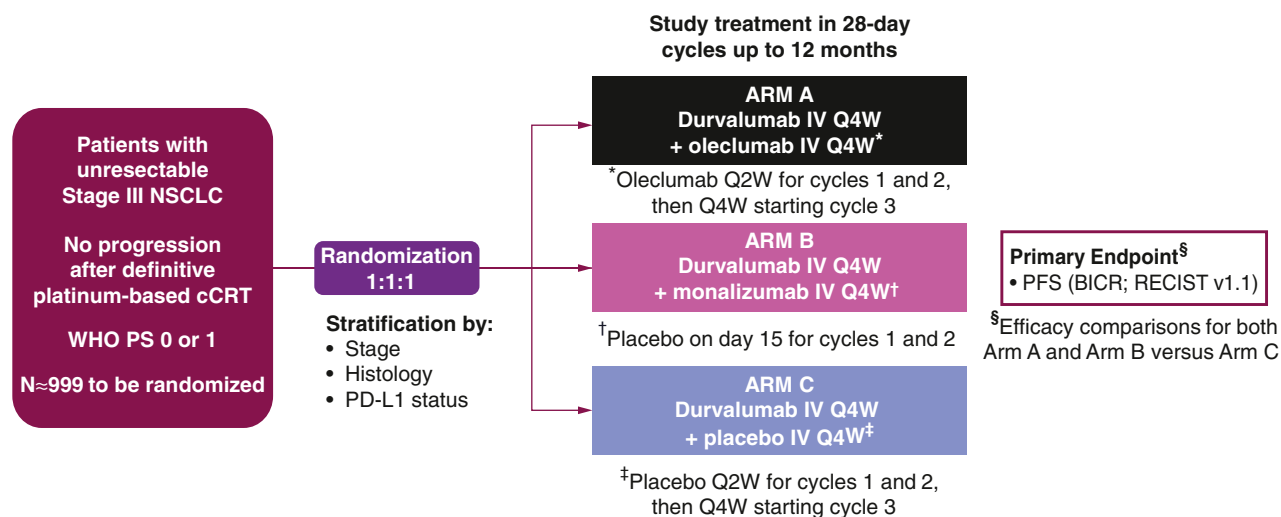 Study treatment in 28-day
cycles up to 12 months
Patients with
unresectable
Stage III NSCLC
No progression
after definitive
platinum-based cCRT
WHO PS 0 or 1
N≈999 to be randomized
Randomization
1:1:1
Stratification by:
• Stage
• Histology
• PD-L1 status
ARM A
Durvalumab IV Q4W
+ oleclumab IV Q4W*
*Oleclumab Q2W for cycles 1 and 2,
then Q4W starting cycle 3
ARM B
Durvalumab IV Q4W
+ monalizumab IV Q4W†
†Placebo on day 15 for cycles 1 and 2
ARM C
Durvalumab IV Q4W
+ placebo IV Q4W‡
‡Placebo Q2W for cycles 1 and 2,
then Q4W starting cycle 3
Primary Endpoint§
• PFS (BICR; RECIST v1.1)
§Efficacy comparisons for both
Arm A and Arm B versus Arm C